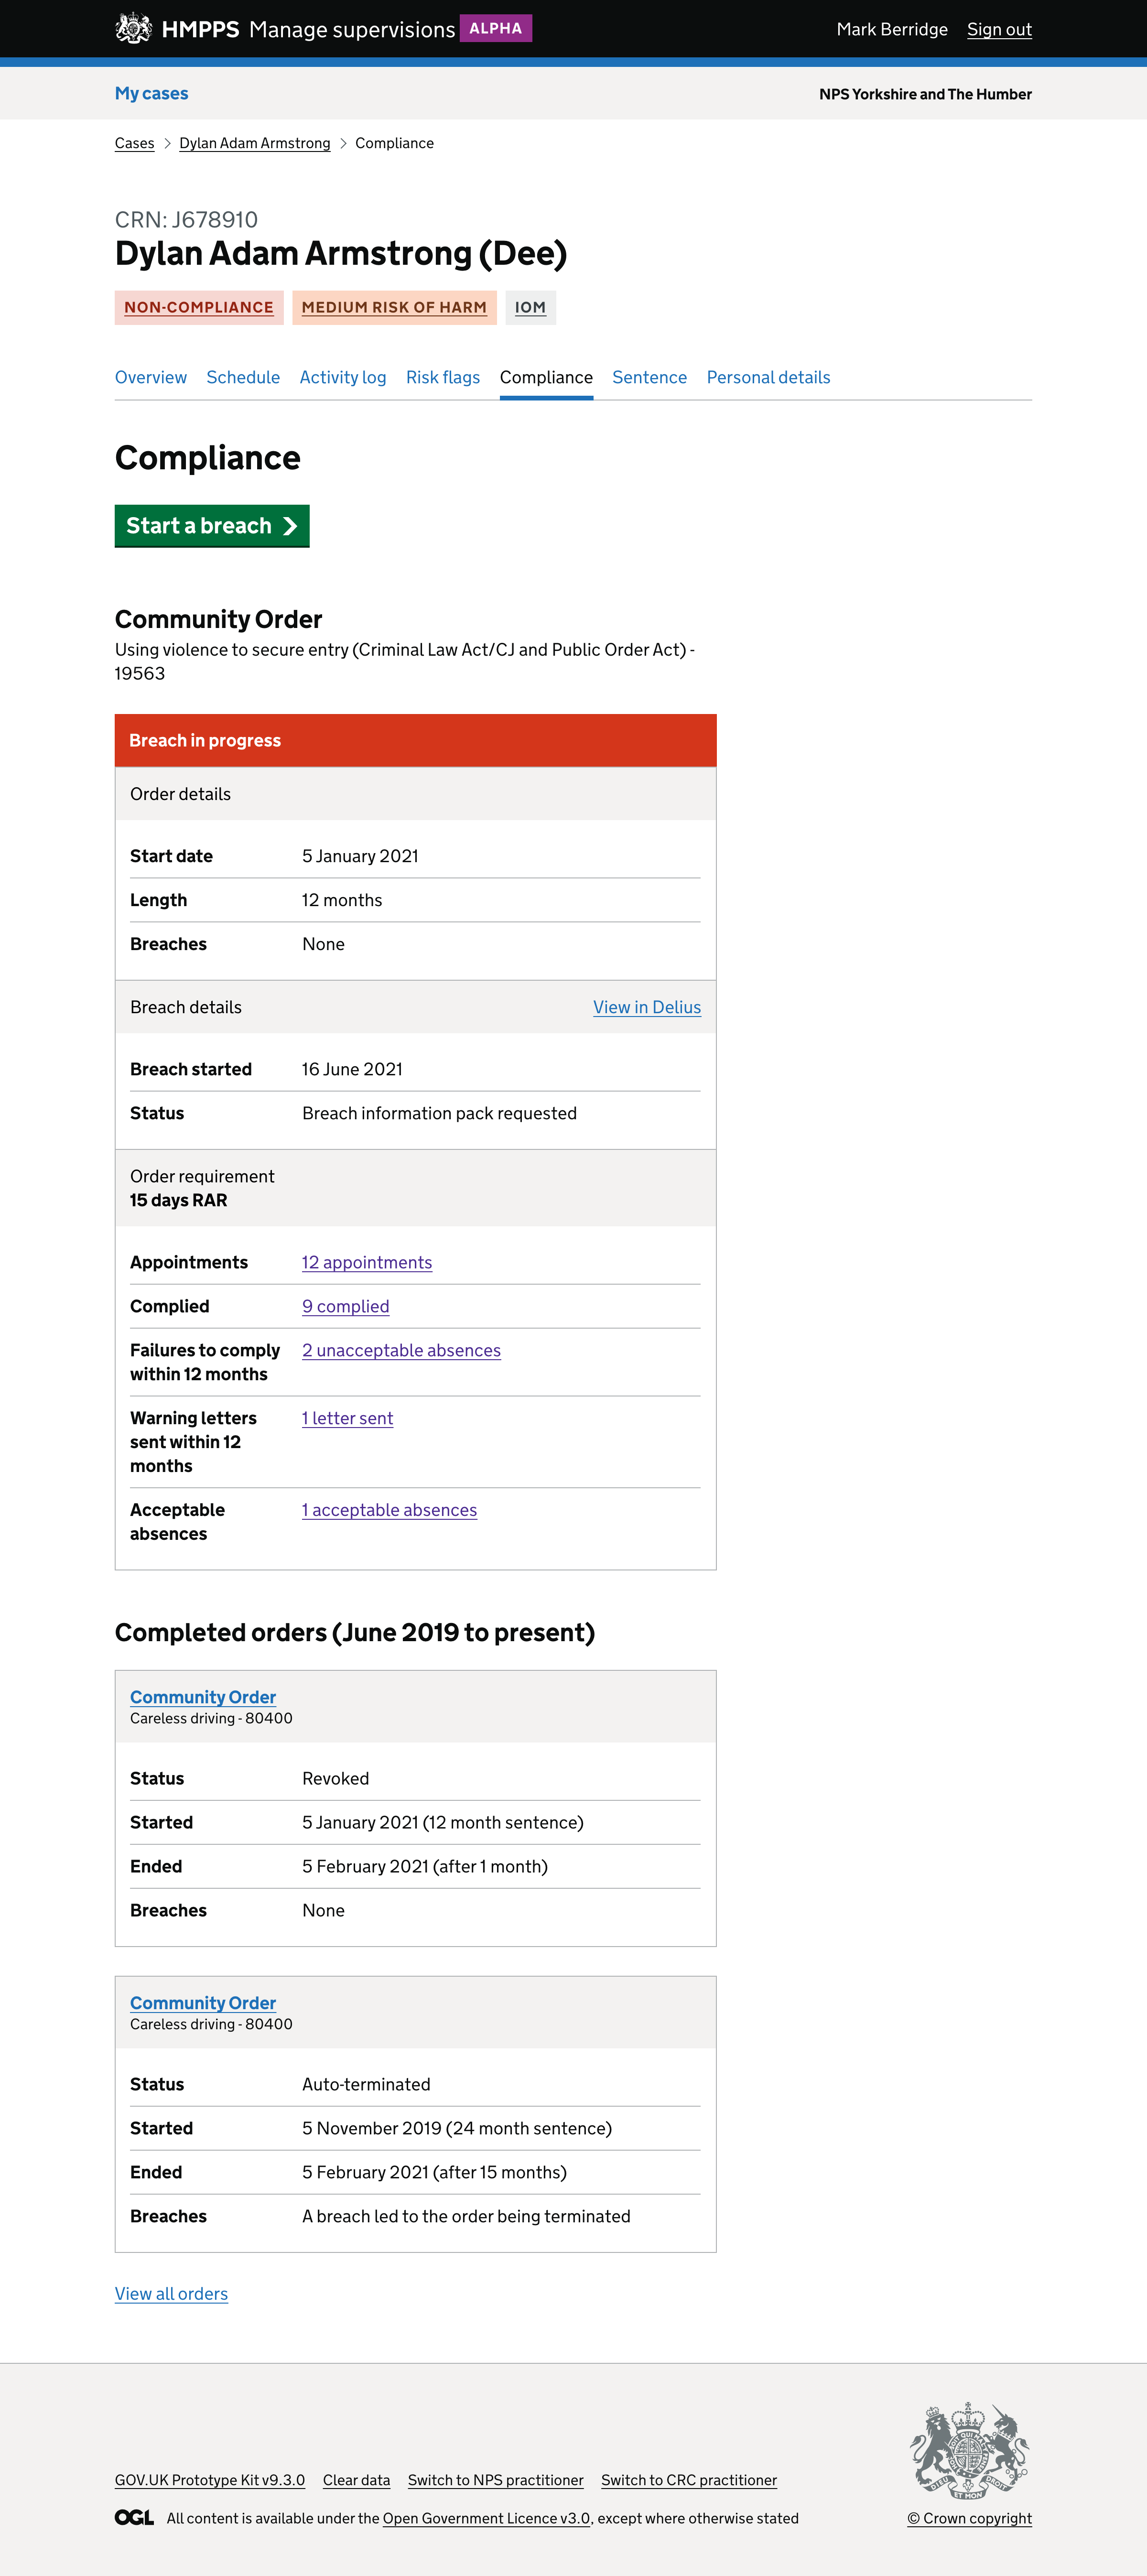 HMPPS Manage supervisions ALPHA
Mark Berridge Sign out
My cases
NPS Yorkshire and The Humber
Cases > Dylan Adam Armstrong > Compliance
CRN: J678910
Dylan Adam Armstrong (Dee)
NON-COMPLIANCE MEDIUM RISK OF HARM IOM
Overview Schedule Activity log Risk flags Compliance Sentence Personal details
Compliance
Start a breach
Community Order
Using violence to secure entry (Criminal Law Act/CJ and Public Order Act) -
19563
Breach in progress
Order details
Start date 5 January 2021
Length 12 months
Breaches None
Breach details View in Delius
Breach started 16 June 2021
Status Breach information pack requested
Order requirement
15 days RAR
Appointments 12 appointments
Complied 9 complied
Failures to comply 2 unacceptable absences
within 12 months
Warning letters 1 letter sent
sent within 12
months
Acceptable 1 acceptable absences
absences
Completed orders (June 2019 to present)
Community Order
Careless driving - 80400
Status Revoked
Started 5 January 2021 (12 month sentence)
Ended 5 February 2021 (after 1 month)
Breaches None
Community Order
Careless driving - 80400
Status Auto-terminated
Started 5 November 2019 (24 month sentence)
Ended 5 February 2021 (after 15 months)
Breaches A breach led to the order being terminated
View all orders
GOV.UK Prototype Kit v9.3.0 Clear data Switch to NPS practitioner Switch to CRC practitioner
OGL All content is available under the Open Government Licence v3.0, except where otherwise stated
© Crown copyright